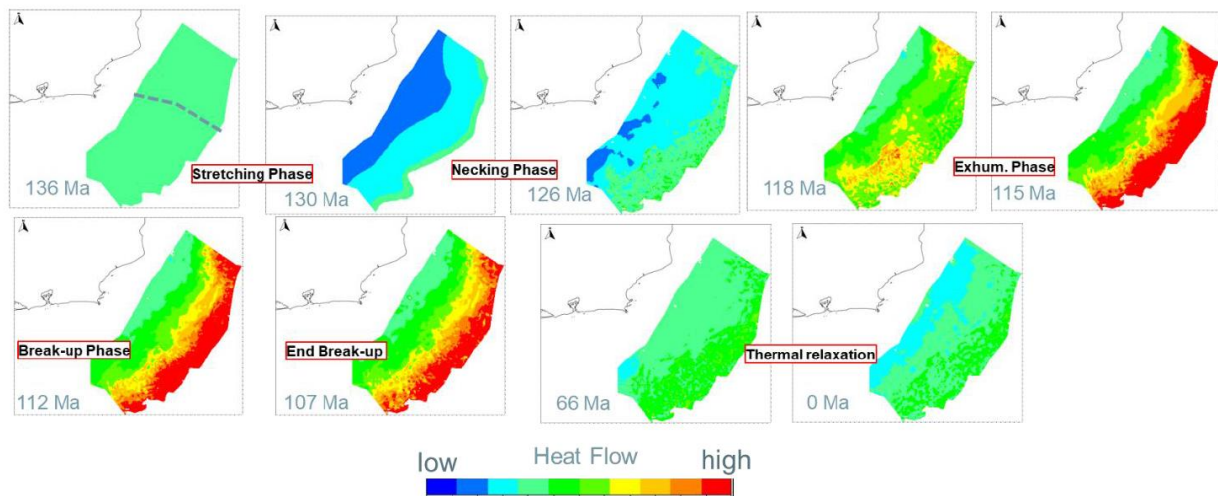 136 Ma
Stretching Phase
130 Ma
Necking Phase
126 Ma
118 Ma
Exhum. Phase
115 Ma
Break-up Phase
112 Ma
End Break-up
107 Ma
66 Ma
Thermal relaxation
0 Ma
low Heat Flow high